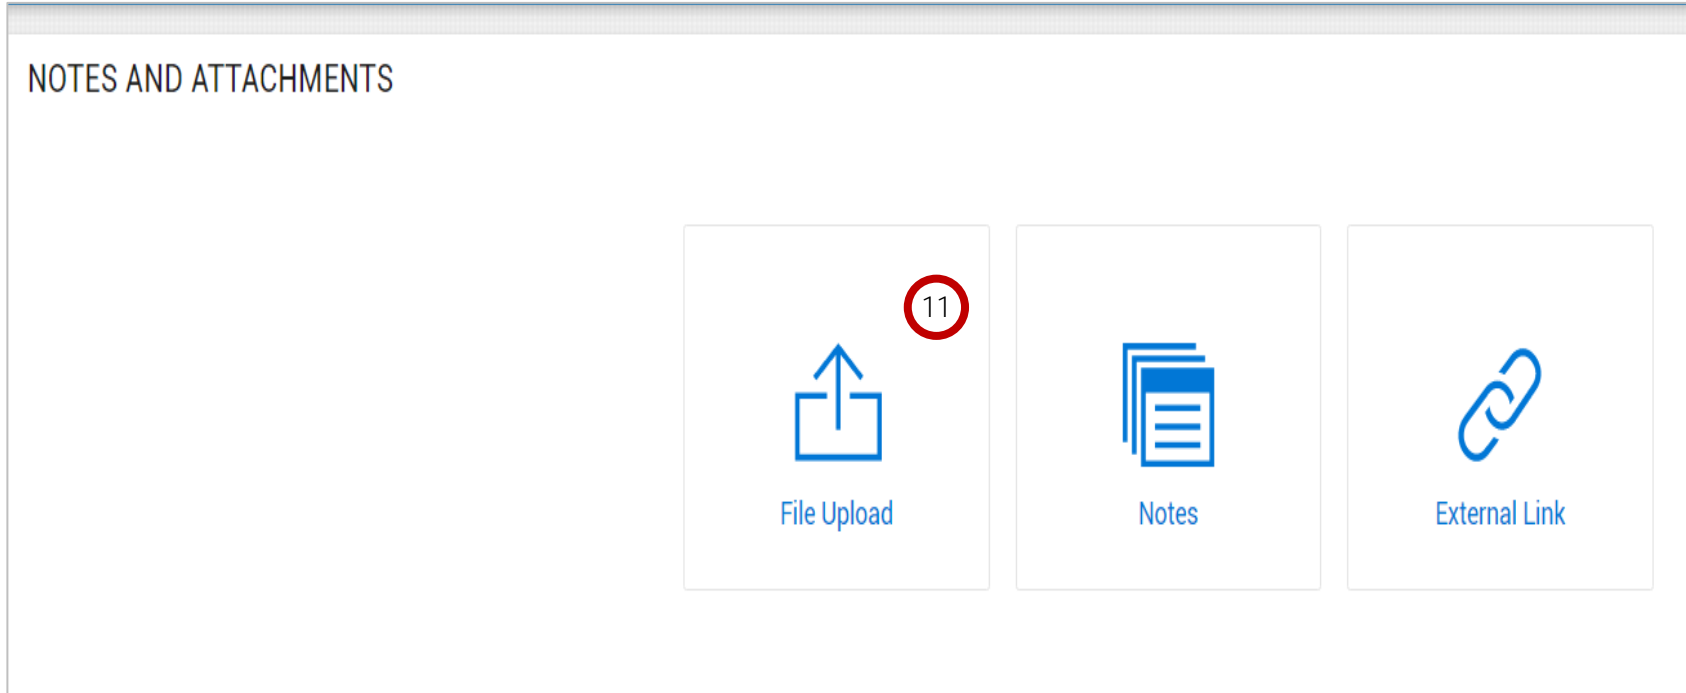 NOTES AND ATTACHMENTS
11
File Upload
Notes
External Link